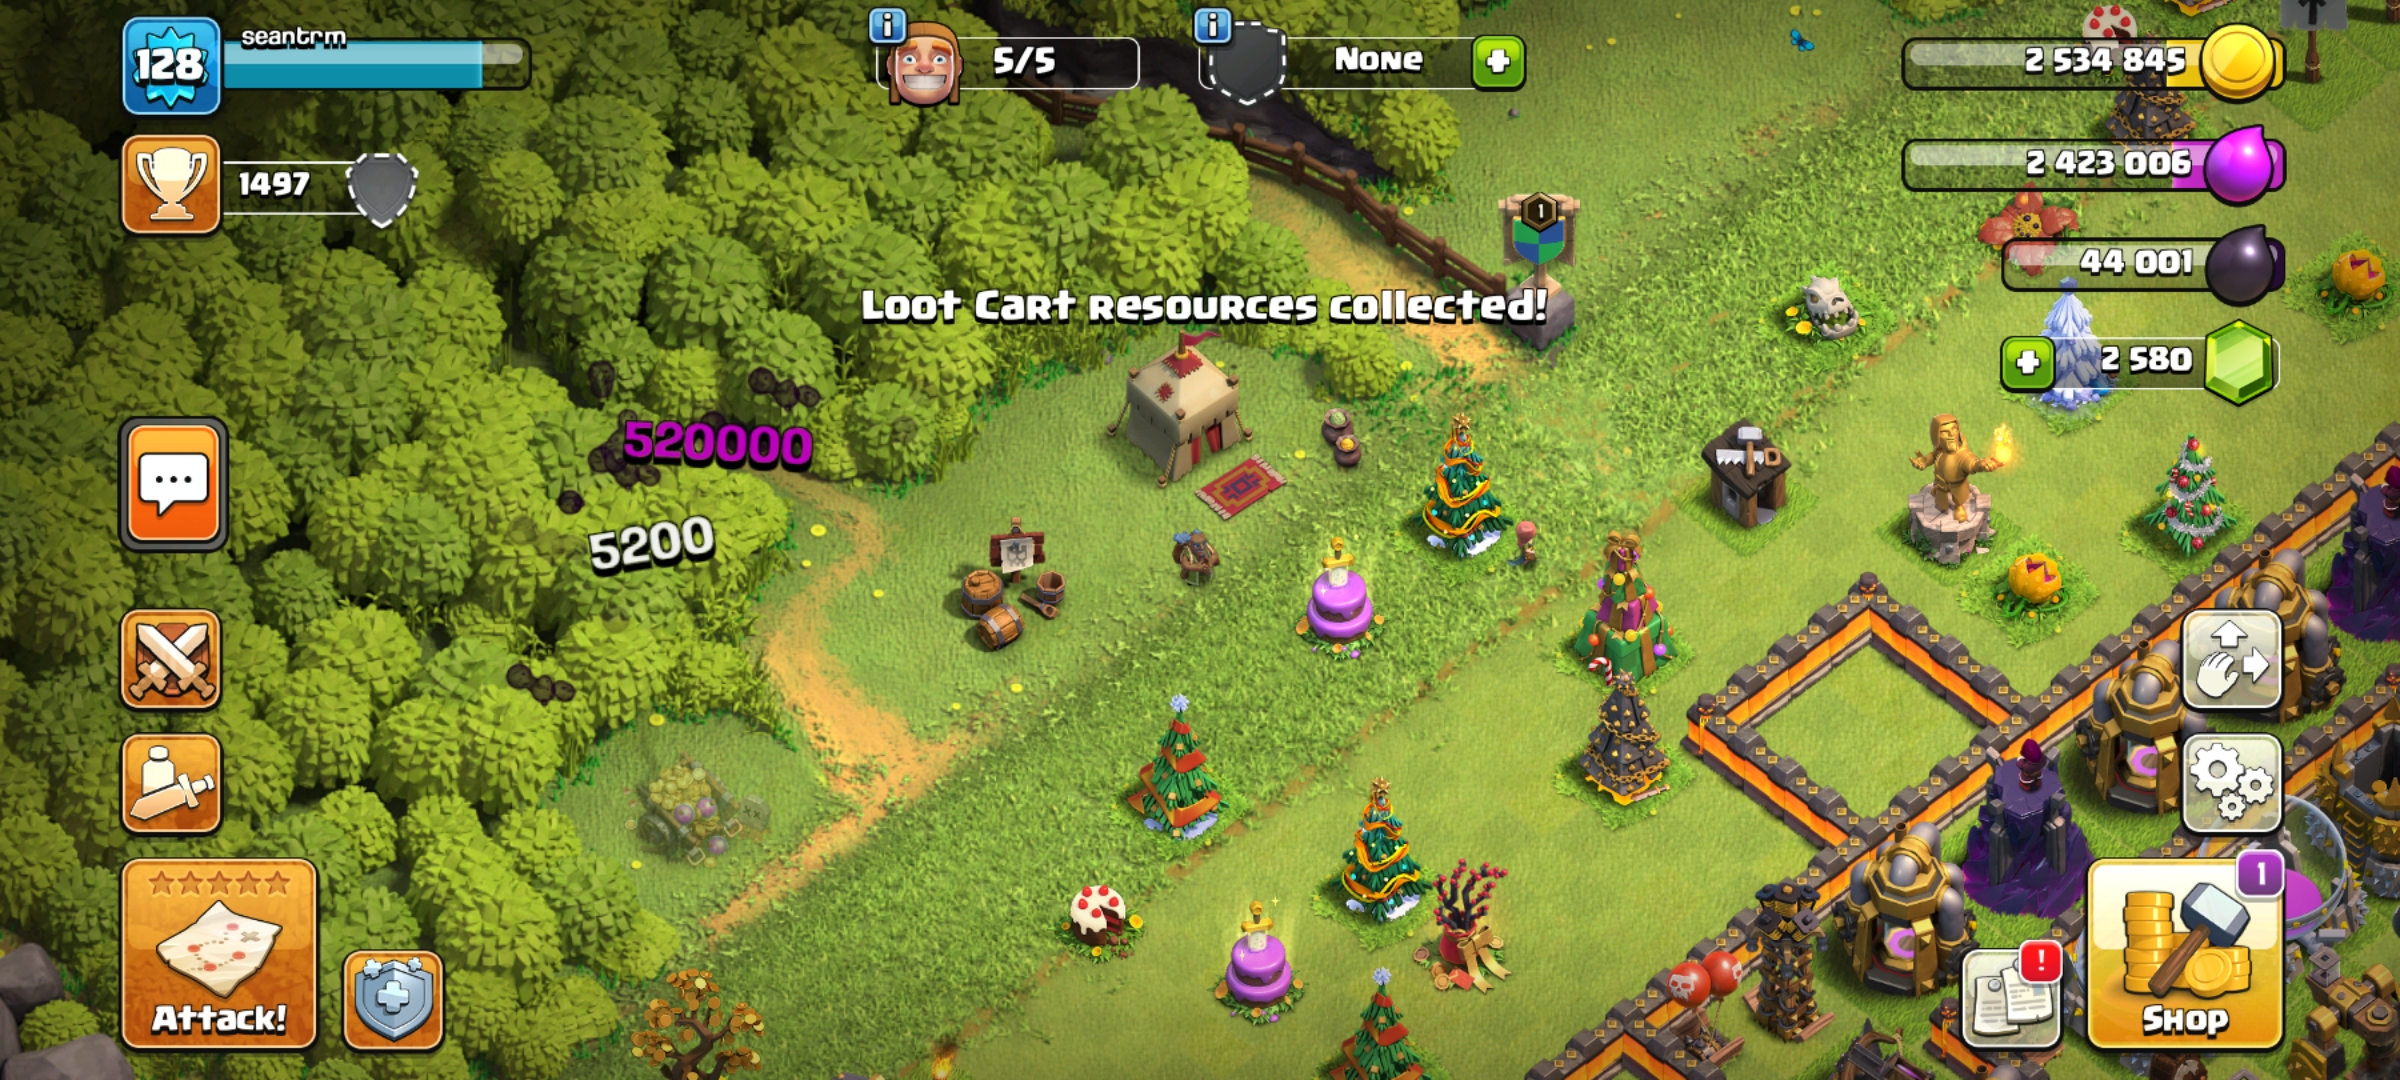 128
seantrm
5/5
None
2 534 845
1497
2 423 006
1
44 001
Loot Cart resources collected!
2 580
520000
5200
1
!
Attack!
Shop